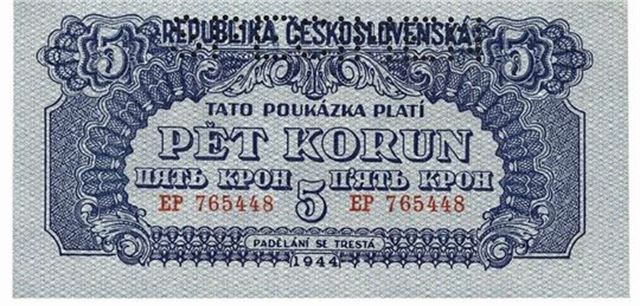 5 REPUBLIKA ČESKOSLOVENSKÁ 5
TATO POUKÁZKA PLATÍ
PĚT KORUN
ПЯТЬ КРОН П'ЯТЬ КРОН
EP 765448 5 EP 765448
PADĚLÁNÍ SE TRESTÁ
1944